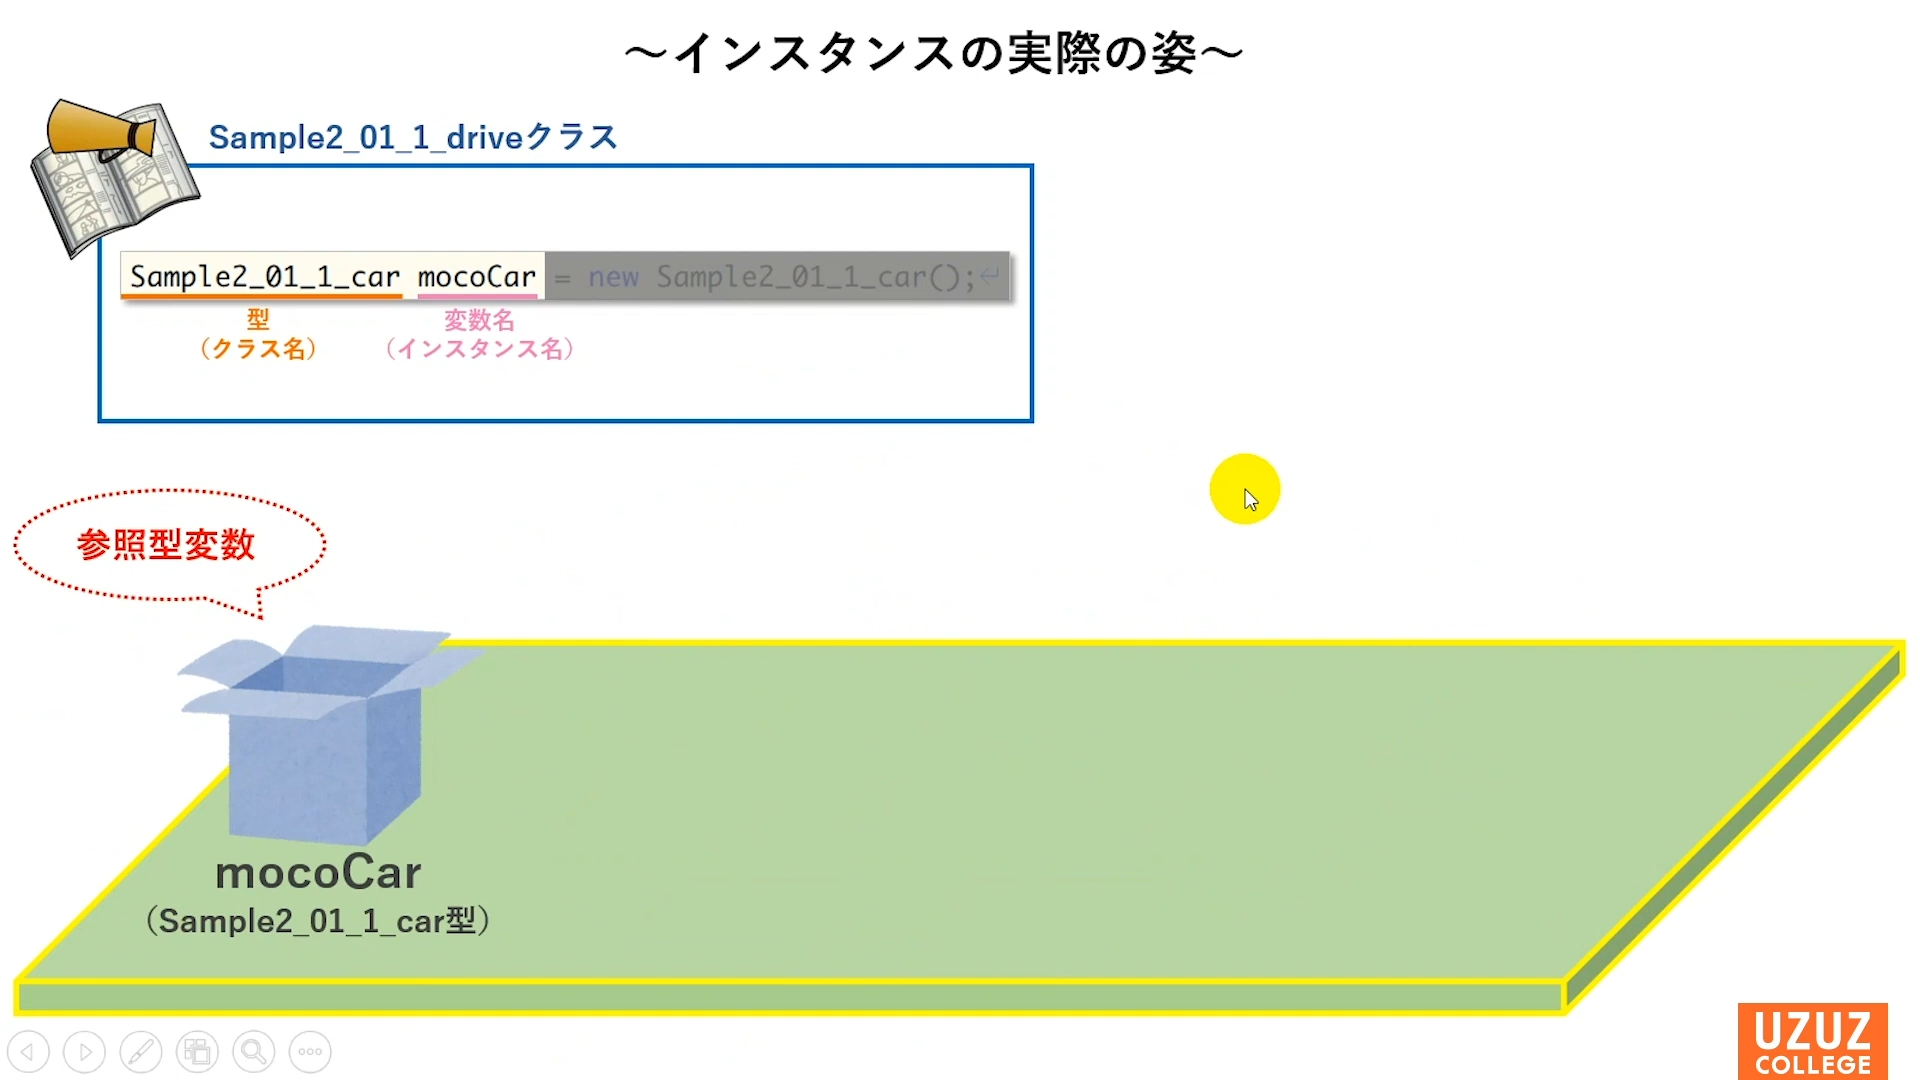 ～インスタンスの実際の姿～
Sample2_01_1_driveクラス
Sample2_01_1_car mocoCar = new Sample2_01_1_car();↵
型 変数名
（クラス名） （インスタンス名）
参照型変数
mocoCar
（Sample2_01_1_car型）
UZUZ
COLLEGE